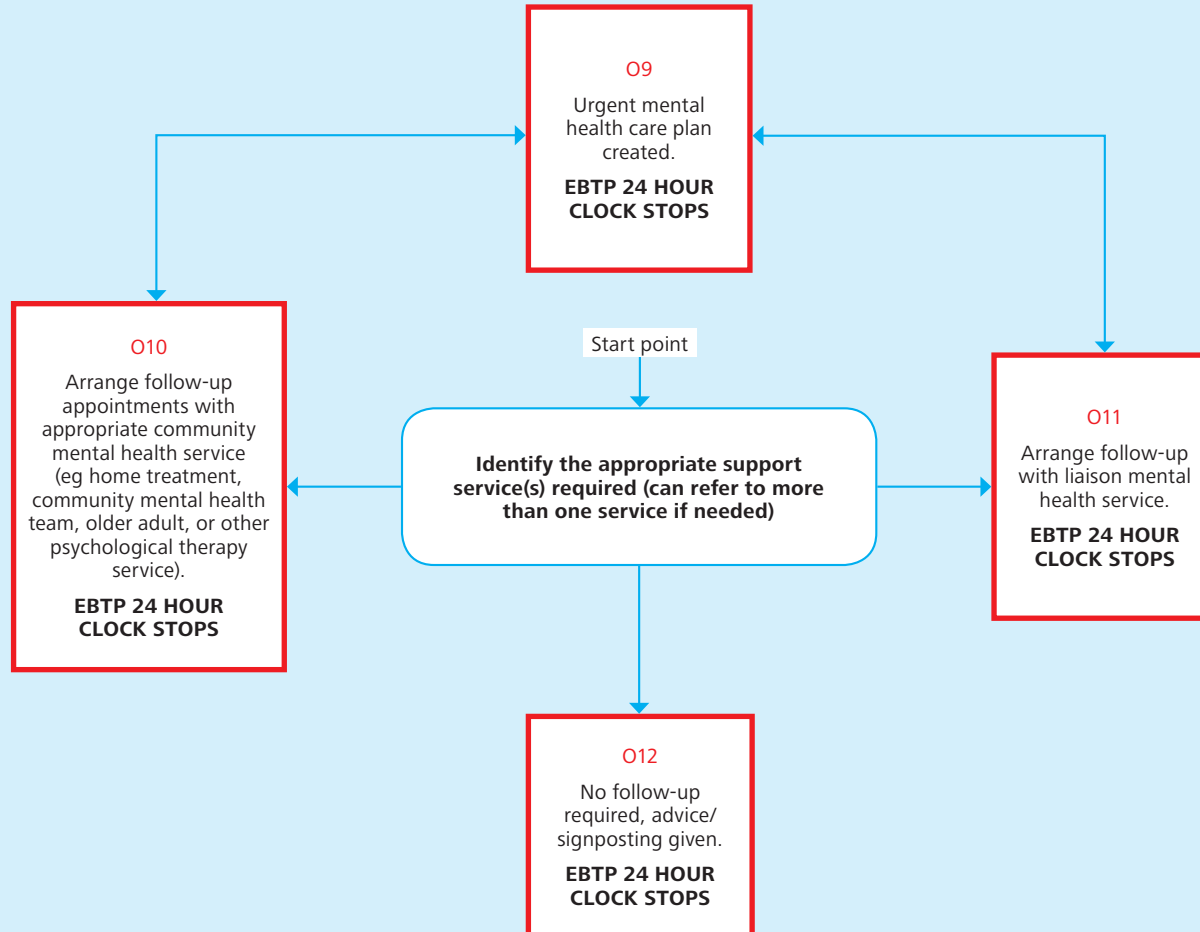 O9
Urgent mental
health care plan
created.
EBTP 24 HOUR
CLOCK STOPS
Start point
O10
Arrange follow-up
appointments with
appropriate community
mental health service
(eg home treatment,
community mental health
team, older adult, or other
psychological therapy
service).
EBTP 24 HOUR
CLOCK STOPS
Identify the appropriate support
service(s) required (can refer to more
than one service if needed)
O11
Arrange follow-up
with liaison mental
health service.
EBTP 24 HOUR
CLOCK STOPS
O12
No follow-up
required, advice/
signposting given.
EBTP 24 HOUR
CLOCK STOPS